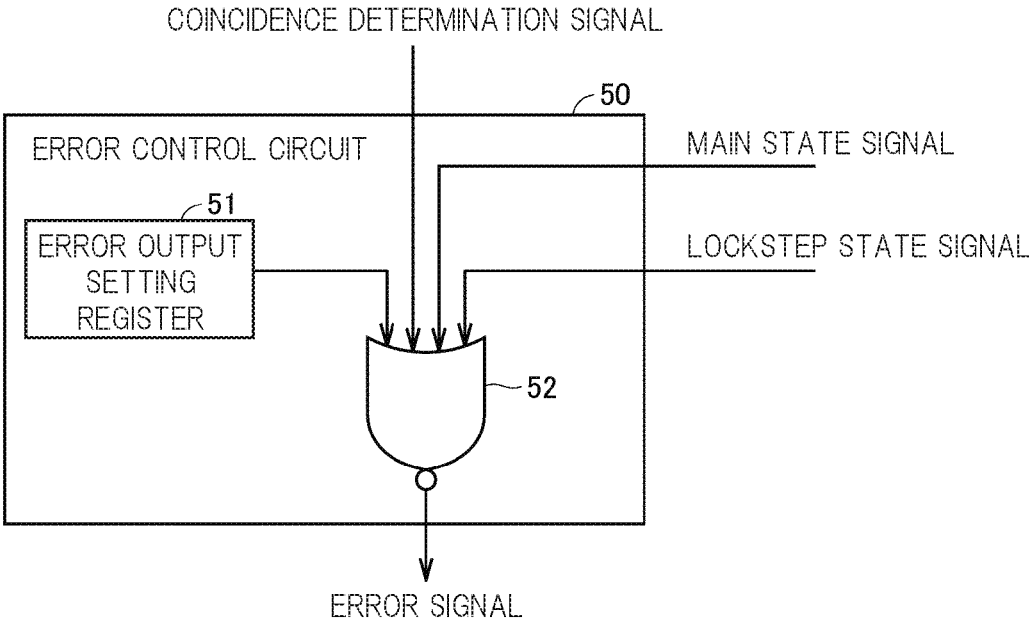 COINCIDENCE DETERMINATION SIGNAL
50
ERROR CONTROL CIRCUIT
MAIN STATE SIGNAL
51
ERROR OUTPUT
SETTING
REGISTER
LOCKSTEP STATE SIGNAL
52
ERROR SIGNAL